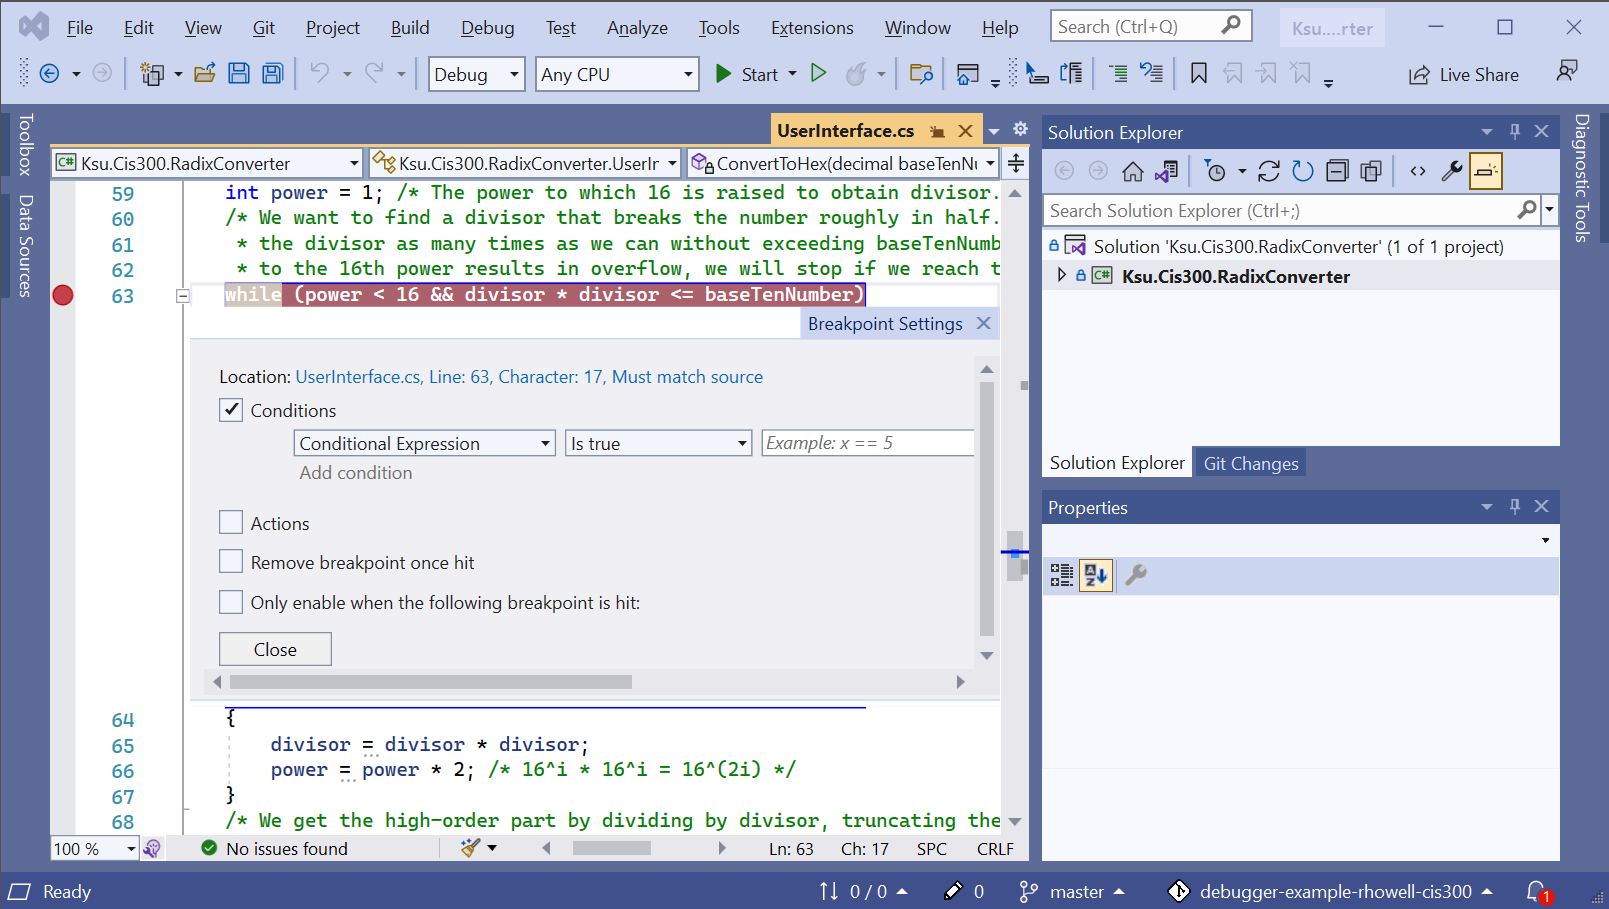 File Edit View Git Project Build Debug Test Analyze Tools Extensions Window Help Search (Ctrl+Q) Ksu....rter
Debug Any CPU Start Live Share
Toolbox
Data Sources
UserInterface.cs
Ksu.Cis300.RadixConverter Ksu.Cis300.RadixConverter.UserIr ConvertToHex(decimal baseTenNu
59 int power = 1; /* The power to which 16 is raised to obtain divisor.
60 /* We want to find a divisor that breaks the number roughly in half.
61 * the divisor as many times as we can without exceeding baseTenNumb
62 * to the 16th power results in overflow, we will stop if we reach t
63 while (power < 16 && divisor * divisor <= baseTenNumber)
Breakpoint Settings
Location: UserInterface.cs, Line: 63, Character: 17, Must match source
Conditions
Conditional Expression Is true Example: x == 5
Add condition
Actions
Remove breakpoint once hit
Only enable when the following breakpoint is hit:
Close
64 {
65 divisor = divisor * divisor;
66 power = power * 2; /* 16^i * 16^i = 16^(2i) */
67 }
68 /* We get the high-order part by dividing by divisor, truncating the
100 % No issues found Ln: 63 Ch: 17 SPC CRLF
Solution Explorer
Search Solution Explorer (Ctrl+;)
Solution 'Ksu.Cis300.RadixConverter' (1 of 1 project)
C# Ksu.Cis300.RadixConverter
Solution Explorer Git Changes
Properties
Diagnostic Tools
Ready 0 / 0 0 master debugger-example-rhowell-cis300 1